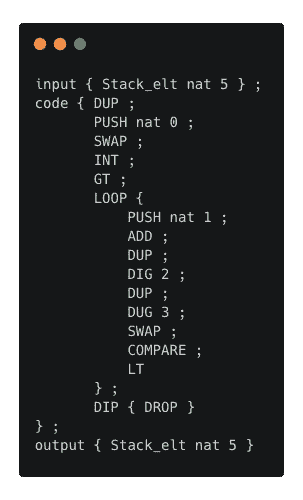 input { Stack_elt nat 5 } ;
code { DUP ;
       PUSH nat 0 ;
       SWAP ;
       INT ;
       GT ;
       LOOP {
           PUSH nat 1 ;
           ADD ;
           DUP ;
           DIG 2 ;
           DUP ;
           DUG 3 ;
           SWAP ;
           COMPARE ;
           LT
       } ;
       DIP { DROP }
} ;
output { Stack_elt nat 5 }